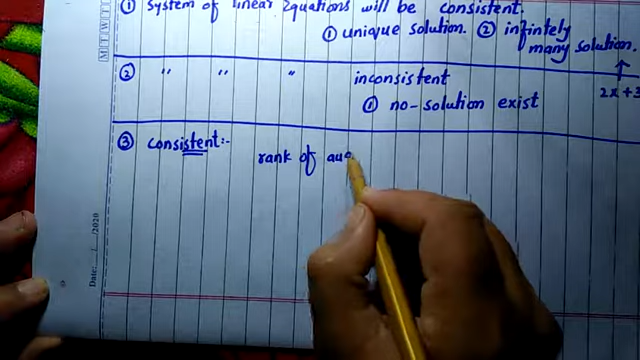 ① System of linear Equations will be consistent.
① unique solution. ② infinitely
many solution.
② " " " inconsistent
2x+3
① no-solution exist
③ consistent:-
rank of aug
Date: / /2020
M T W T